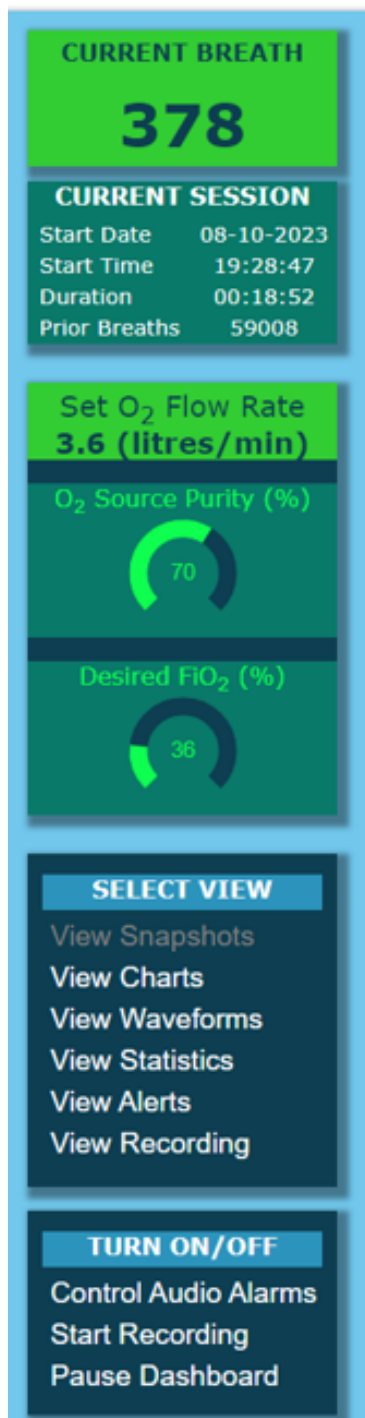 CURRENT BREATH
378
CURRENT SESSION
Start Date 08-10-2023
Start Time 19:28:47
Duration 00:18:52
Prior Breaths 59008
Set O₂ Flow Rate
3.6 (litres/min)
O₂ Source Purity (%)
70
Desired FiO₂ (%)
36
SELECT VIEW
View Snapshots
View Charts
View Waveforms
View Statistics
View Alerts
View Recording
TURN ON/OFF
Control Audio Alarms
Start Recording
Pause Dashboard